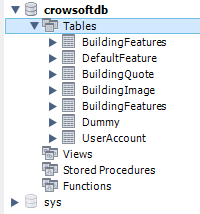 crowsoftdb
Tables
BuildingFeatures
DefaultFeature
BuildingQuote
BuildingImage
BuildingFeatures
Dummy
UserAccount
Views
Stored Procedures
Functions
sys